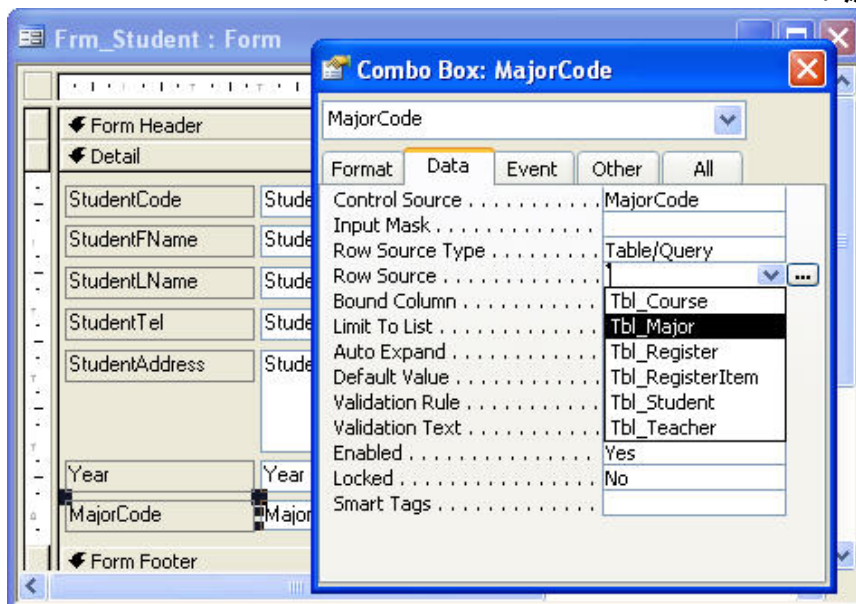 Frm_Student : Form
Form Header
Detail
StudentCode Stude
StudentFName Stude
StudentLName Stude
StudentTel Stude
StudentAddress Stude
Year Year
MajorCode Major
Form Footer
Combo Box: MajorCode
MajorCode
Format Data Event Other All
Control Source . . . . . . . . . . . MajorCode
Input Mask . . . . . . . . . . . . . .
Row Source Type . . . . . . . . . Table/Query
Row Source . . . . . . . . . . . . . ...
Bound Column . . . . . . . . . . . Tbl_Course
Limit To List . . . . . . . . . . . . . Tbl_Major
Auto Expand . . . . . . . . . . . . Tbl_Register
Default Value . . . . . . . . . . . . Tbl_RegisterItem
Validation Rule . . . . . . . . . . . Tbl_Student
Validation Text . . . . . . . . . . . Tbl_Teacher
Enabled . . . . . . . . . . . . . . . . Yes
Locked . . . . . . . . . . . . . . . . . No
Smart Tags . . . . . . . . . . . . .